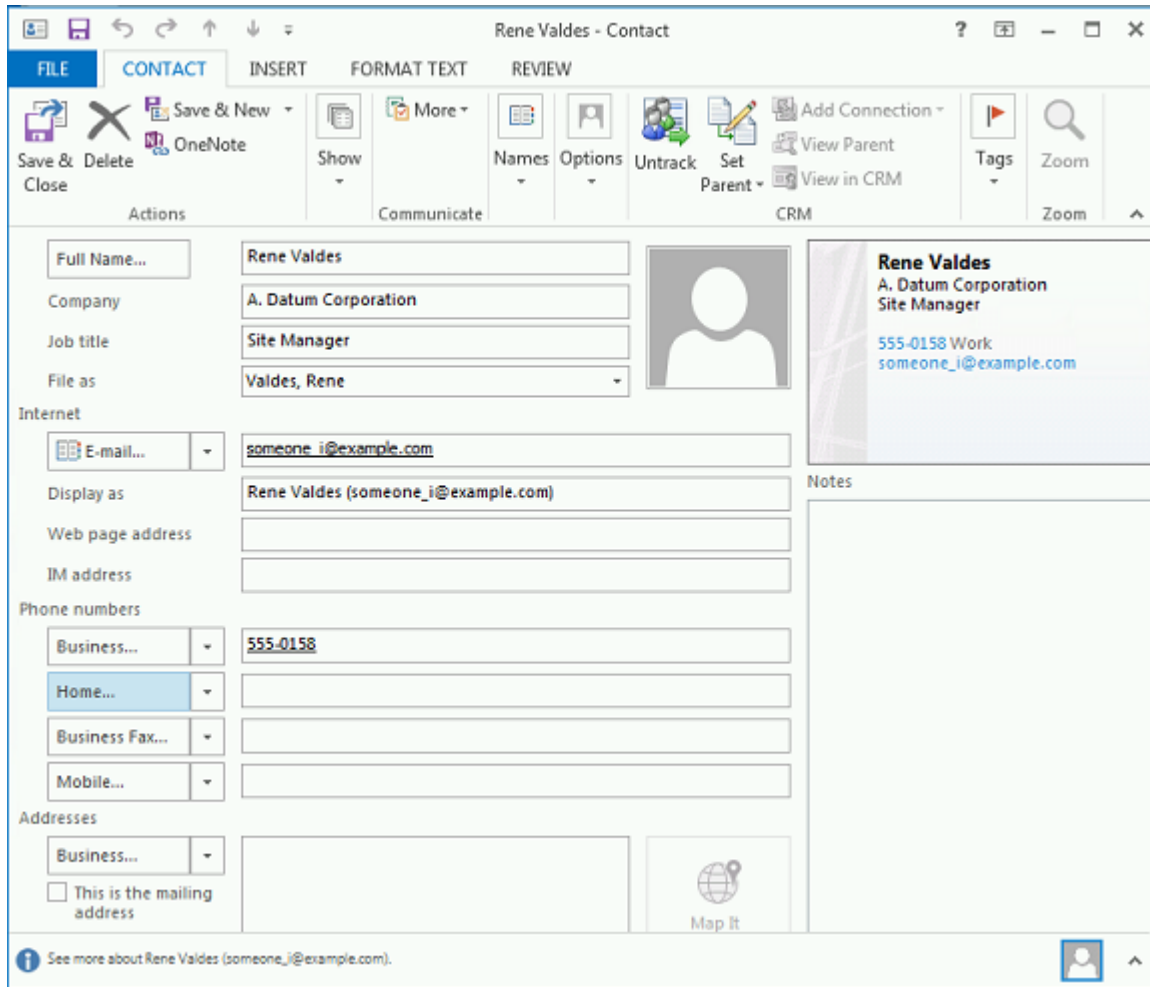 Rene Valdes - Contact
?
FILE CONTACT INSERT FORMAT TEXT REVIEW
Save & Close
Delete
Save & New
OneNote
Actions
Show
More
Communicate
Names
Options
Untrack
Set Parent
Add Connection
View Parent
View in CRM
CRM
Tags
Zoom
Zoom
Full Name... Rene Valdes
Company A. Datum Corporation
Job title Site Manager
File as Valdes, Rene
Internet
E-mail... someone_i@example.com
Display as Rene Valdes (someone_i@example.com)
Web page address
IM address
Phone numbers
Business... 555-0158
Home...
Business Fax...
Mobile...
Addresses
Business...
This is the mailing
address
Map It
Rene Valdes
A. Datum Corporation
Site Manager
555-0158 Work
someone_i@example.com
Notes
See more about Rene Valdes (someone_i@example.com).